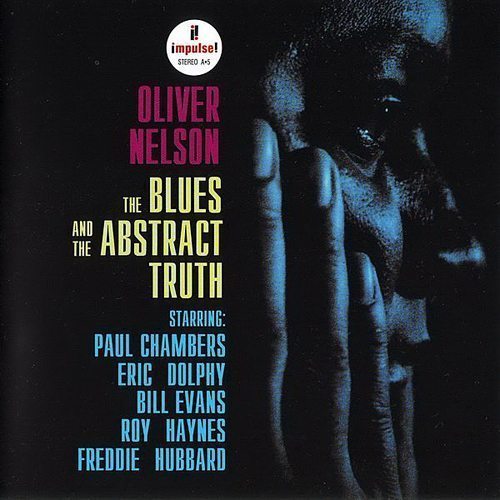 i!
impulse!
STEREO A•5
OLIVER
NELSON
THE BLUES
AND THE ABSTRACT
TRUTH
STARRING:
PAUL CHAMBERS
ERIC DOLPHY
BILL EVANS
ROY HAYNES
FREDDIE HUBBARD